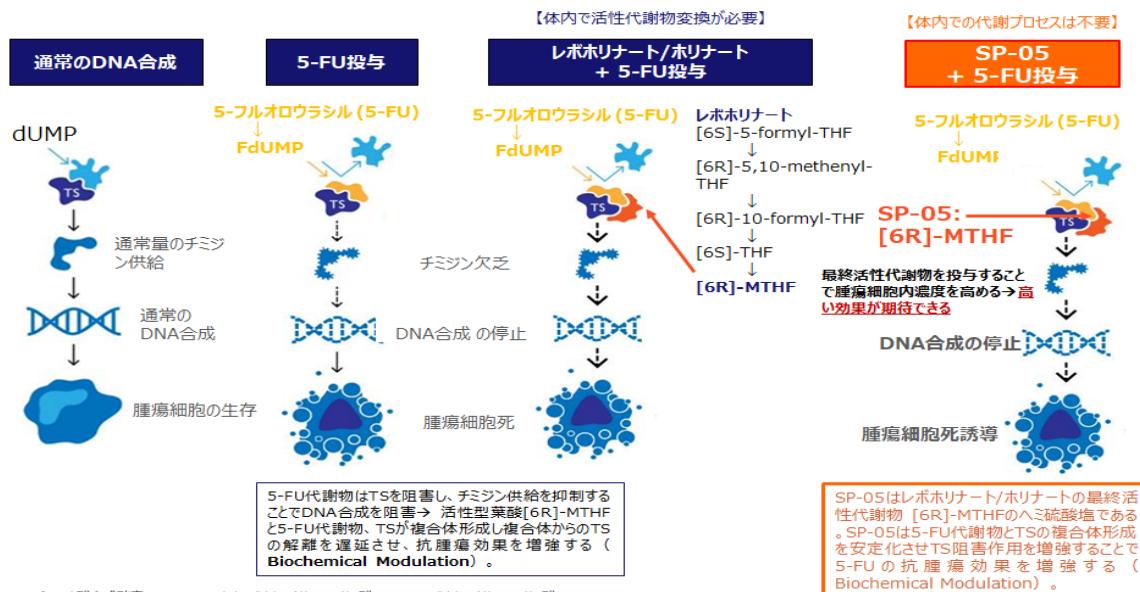 【体内で活性代謝物変換が必要】
【体内での代謝プロセスは不要】
通常のDNA合成
5-FU投与
レボホリナート/ホリナート
+ 5-FU投与
SP-05
+ 5-FU投与
dUMP
TS
通常量のチミジ
ン供給
通常の
DNA合成
腫瘍細胞の生存
5-フルオロウラシル (5-FU)
↓
FdUMP
TS
チミジン欠乏
DNA合成 の停止
腫瘍細胞死
5-フルオロウラシル (5-FU)
↓
FdUMP
TS
レボホリナート
[6S]-5-formyl-THF
↓
[6R]-5,10-methenyl-
THF
↓
[6R]-10-formyl-THF
↓
[6S]-THF
↓
[6R]-MTHF
5-フルオロウラシル (5-FU)
↓
FdUMP
TS
SP-05:
[6R]-MTHF
最終活性代謝物を投与すること
で腫瘍細胞内濃度を高める→高
い効果が期待できる
DNA合成の停止
腫瘍細胞死誘導
5-FU代謝物はTSを阻害し、チミジン供給を抑制する
ことでDNA合成を阻害→ 活性型葉酸[6R]-MTHF
と5-FU代謝物、TSが複合体形成し複合体からのTS
の解離を遅延させ、抗腫瘍効果を増強する（
Biochemical Modulation）。
SP-05はレボホリナート/ホリナートの最終活
性代謝物 [6R]-MTHFのヘミ硫酸塩である
。SP-05は5-FU代謝物とTSの複合体形成
を安定化させTS阻害作用を増強することで
5-FUの抗腫瘍効果を増強する（
Biochemical Modulation）。